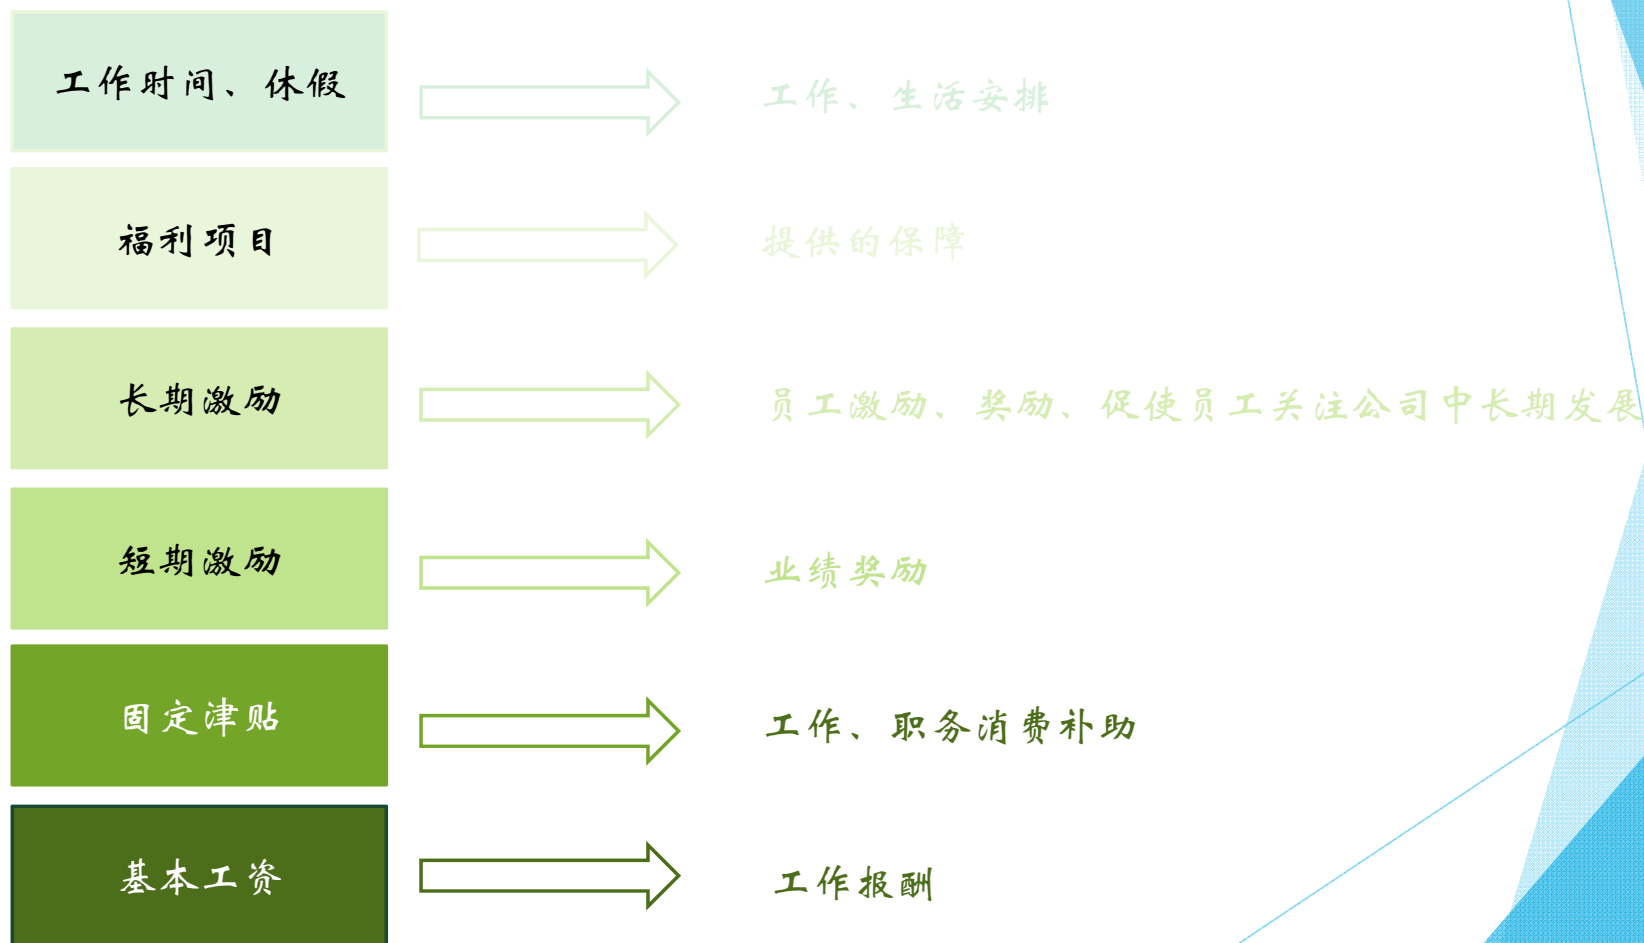 工作时间、休假
工作、生活安排
福利项目
提供的保障
长期激励
员工激励、奖励、促使员工关注公司中长期发展
短期激励
业绩奖励
固定津贴
工作、职务消费补助
基本工资
工作报酬